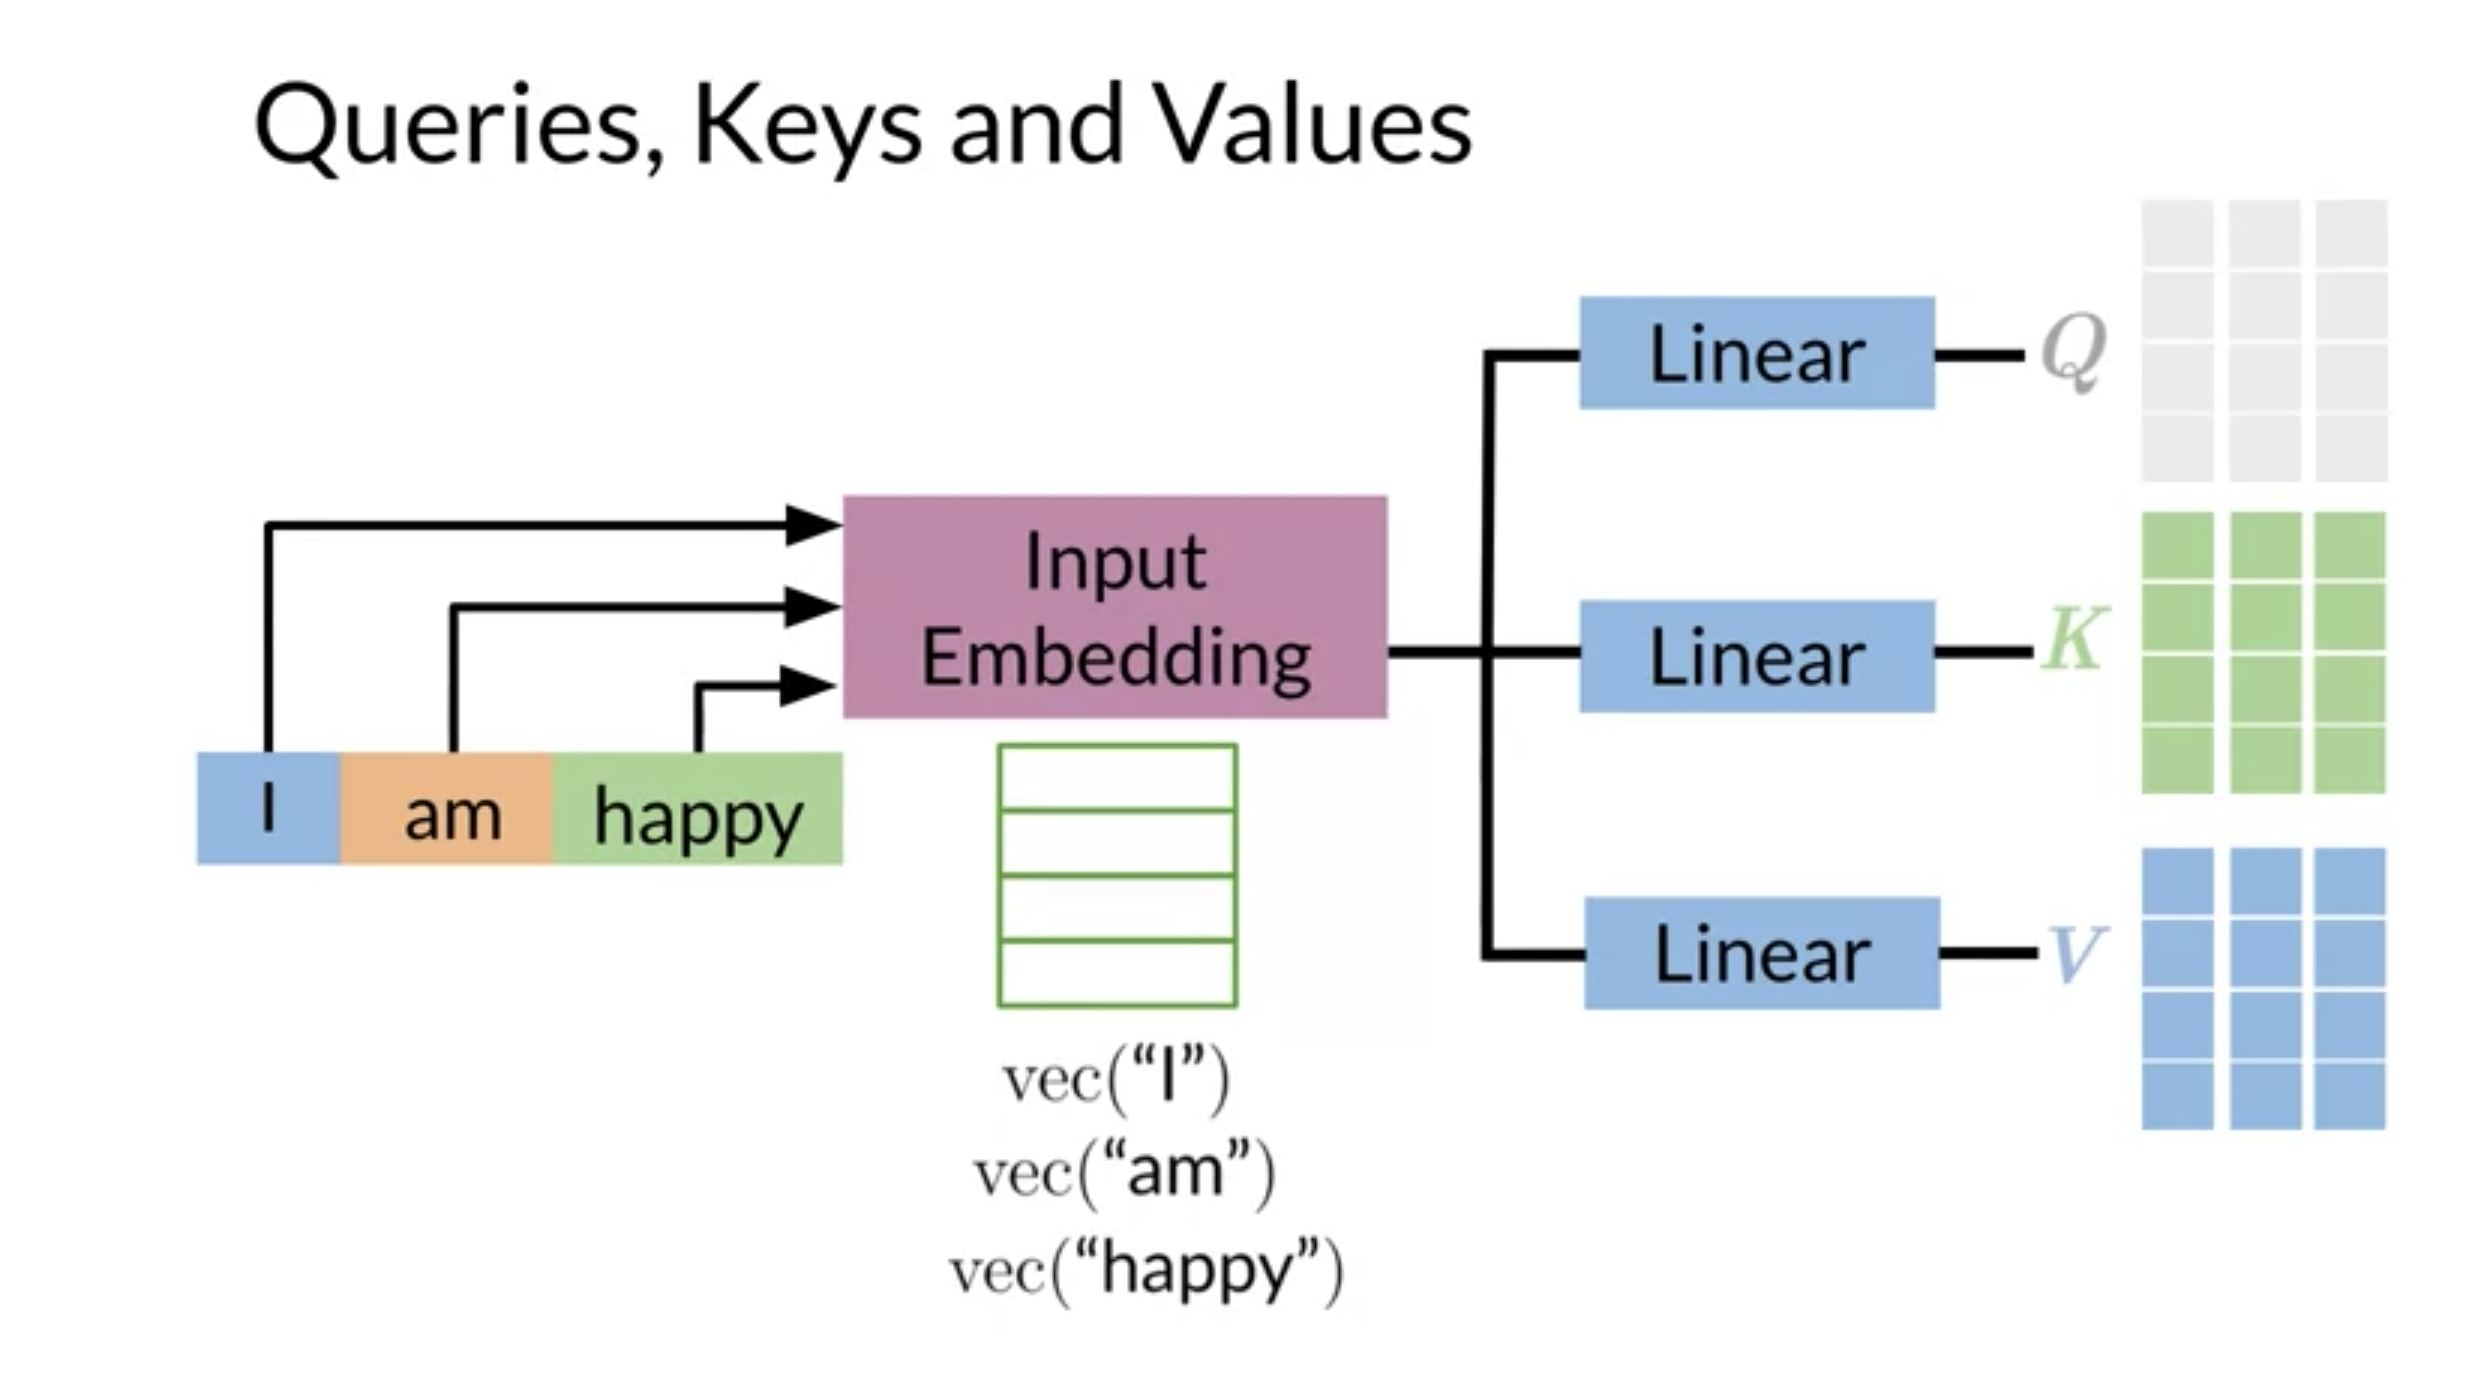 Queries, Keys and Values
I am happy
Input
Embedding
vec(“I”)
vec(“am”)
vec(“happy”)
Linear
Q
Linear
K
Linear
V